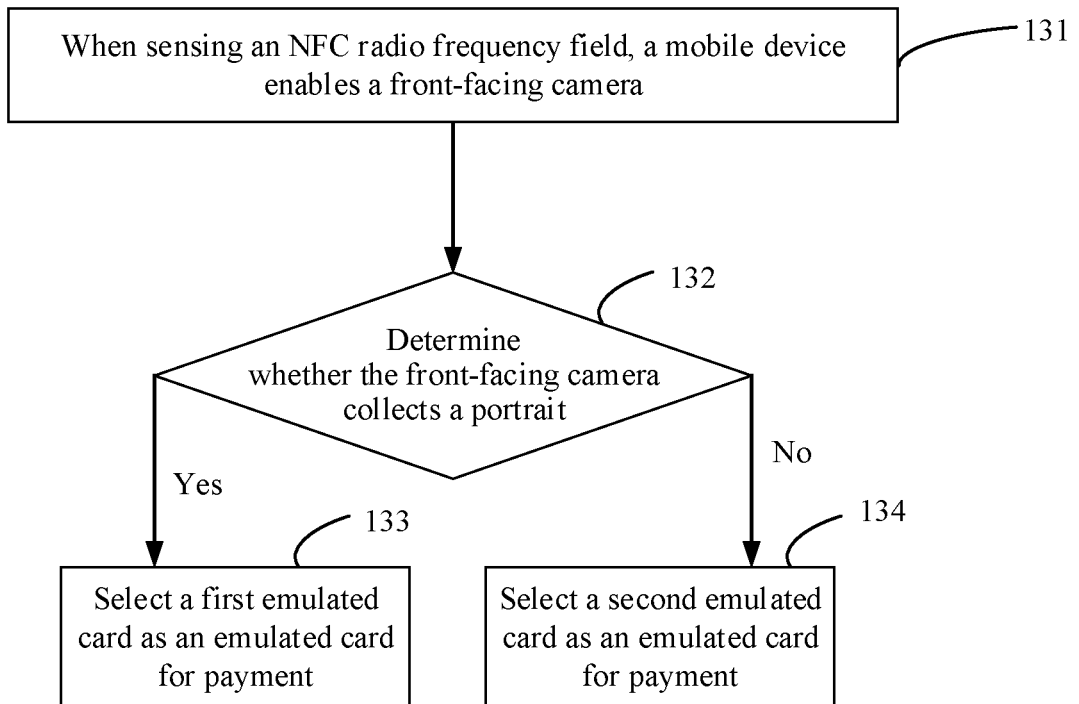 When sensing an NFC radio frequency field, a mobile device
enables a front-facing camera
131
132
Determine
whether the front-facing camera
collects a portrait
Yes
No
133
134
Select a first emulated
card as an emulated card
for payment
Select a second emulated
card as an emulated card
for payment